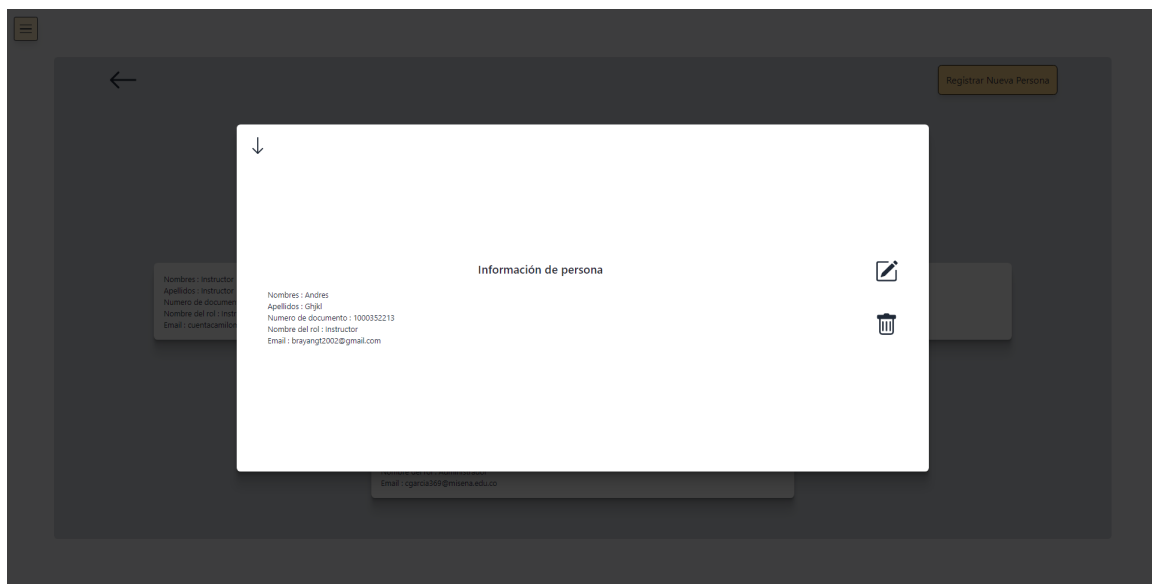 Registrar Nueva Persona
Información de persona
Nombres : Andres
Apellidos : Ghjkl
Numero de documento : 1000352213
Nombre del rol : Instructor
Email : brayangt2002@gmail.com
Nombres : Instructor
Apellidos : Instructor
Numero de documen
Nombre del rol : Instr
Email : cuentacamilon
Email : cgarcia369@misena.edu.co